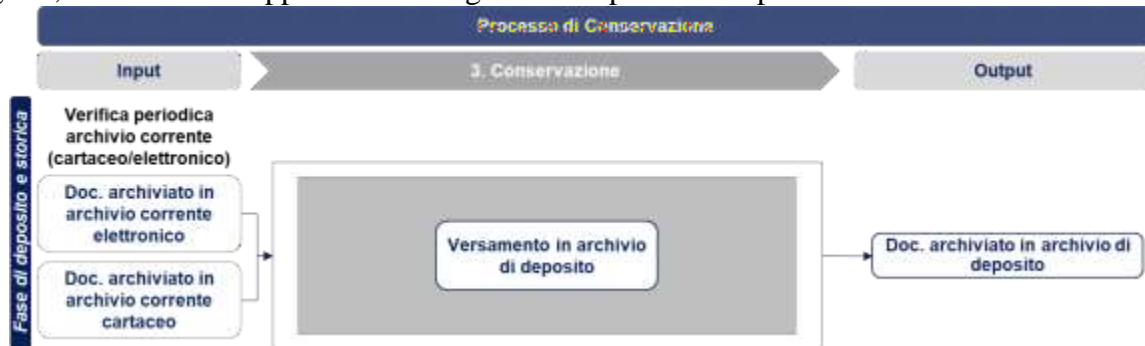 Processo di Conservazione
Input
3. Conservazione
Output
Fase di deposito e storica
Verifica periodica
archivio corrente
(cartaceo/elettronico)
Doc. archiviato in
archivio corrente
elettronico
Doc. archiviato in
archivio corrente
cartaceo
Versamento in archivio
di deposito
Doc. archiviato in archivio di
deposito